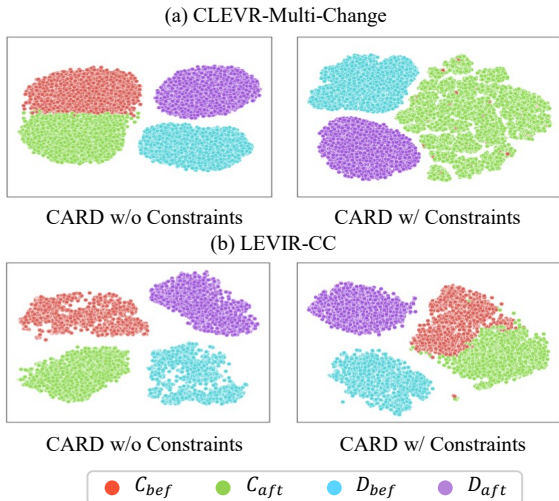 (a) CLEVR-Multi-Change
CARD w/o Constraints CARD w/ Constraints
(b) LEVIR-CC
CARD w/o Constraints CARD w/ Constraints
C_bef C_aft D_bef D_aft